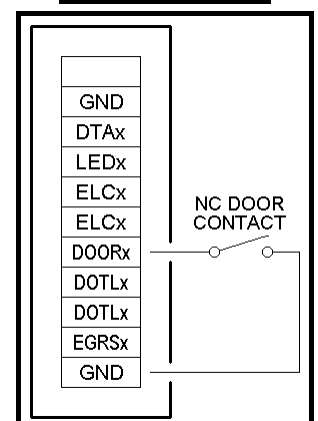 GND
DTAx
LEDx
ELCx
ELCx
DOORx
DOTLx
DOTLx
EGRSx
GND
NC DOOR
CONTACT